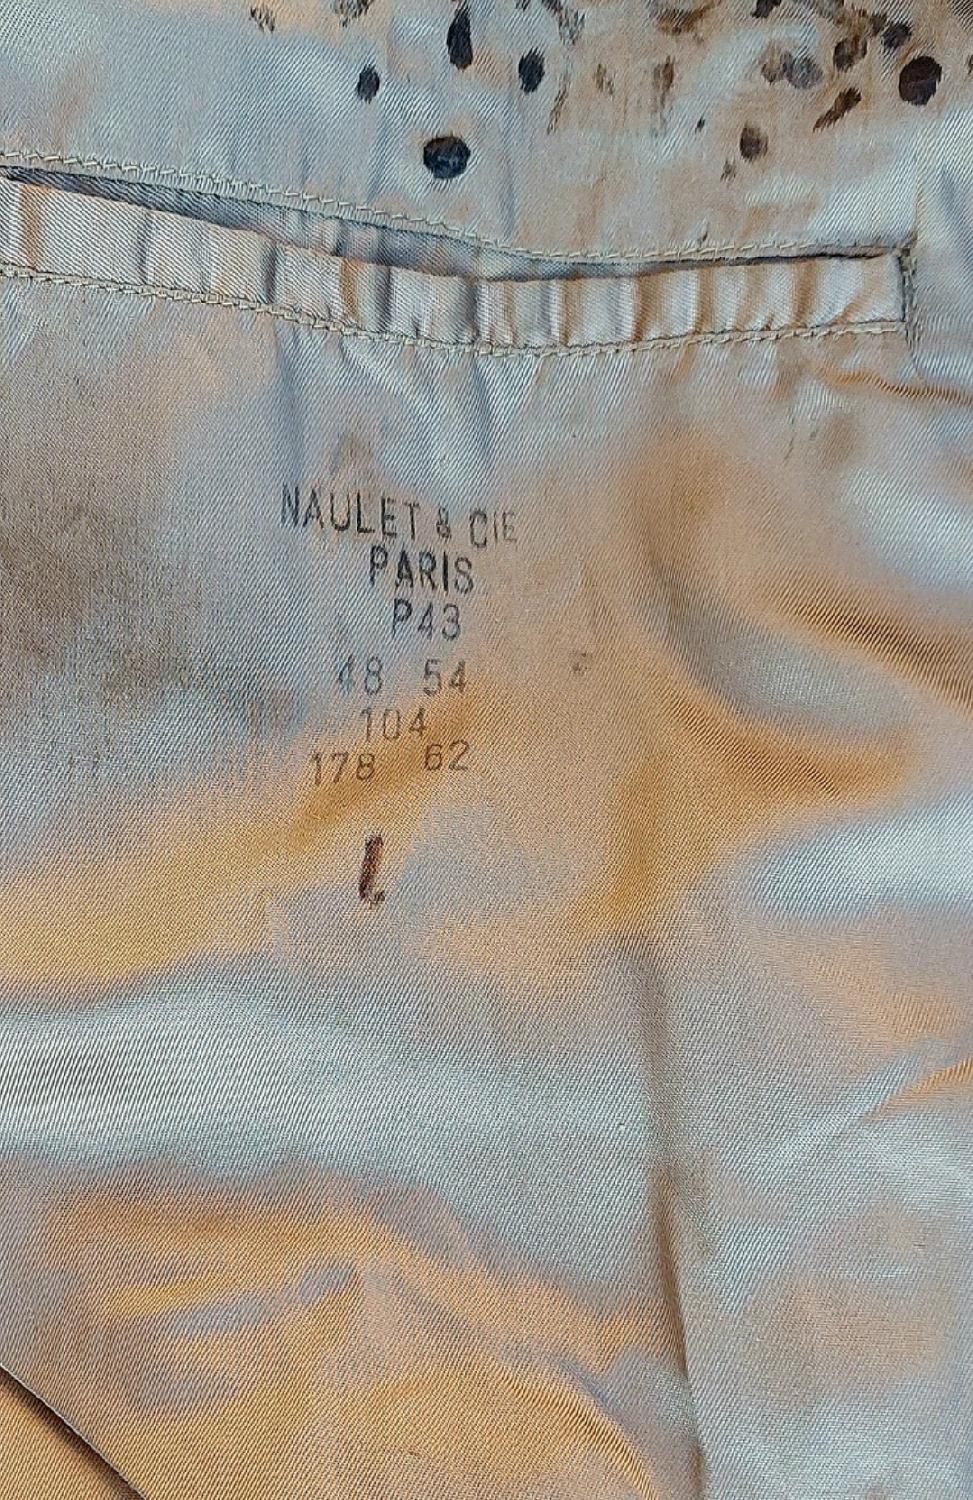 NAULET & CIE
PARIS
P43
48 54
104
178 62